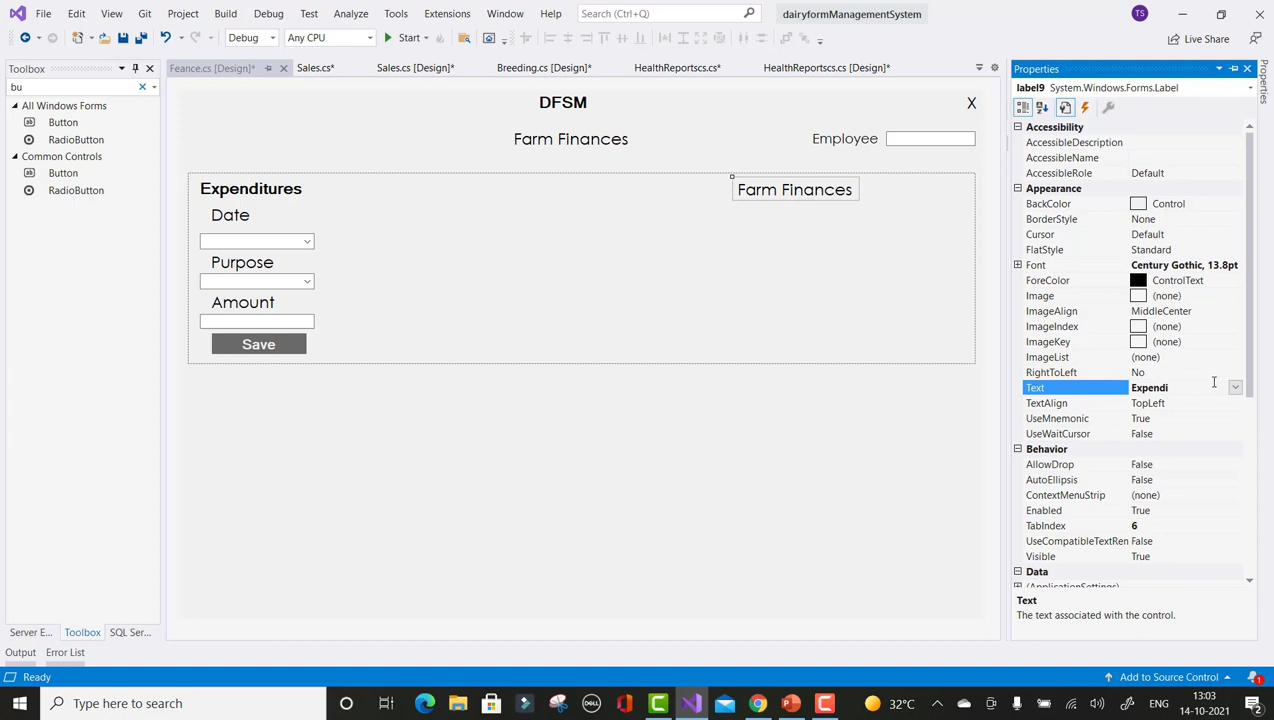 File Edit View Git Project Build Debug Test Analyze Tools Extensions Window Help Search (Ctrl+Q) dairyformManagementSystem TS
Debug Any CPU Start Live Share
Toolbox
Feance.cs [Design]* Sales.cs* Sales.cs [Design]* Breeding.cs [Design]* HealthReportscs.cs* HealthReportscs.cs [Design]*
Properties
bu
label9 System.Windows.Forms.Label
All Windows Forms
Button
RadioButton
Common Controls
Button
RadioButton
DFSM X
Farm Finances Employee
Expenditures Farm Finances
Date
Purpose
Amount
Save
Accessibility
AccessibleDescription
AccessibleName
AccessibleRole Default
Appearance
BackColor Control
BorderStyle None
Cursor Default
FlatStyle Standard
Font Century Gothic, 13.8pt
ForeColor ControlText
Image (none)
ImageAlign MiddleCenter
ImageIndex (none)
ImageKey (none)
ImageList (none)
RightToLeft No
Text Expendi
TextAlign TopLeft
UseMnemonic True
UseWaitCursor False
Behavior
AllowDrop False
AutoEllipsis False
ContextMenuStrip (none)
Enabled True
TabIndex 6
UseCompatibleTextRen False
Visible True
Data
(ApplicationSettings)
Text
The text associated with the control.
Properties
Server E... Toolbox SQL Ser...
Output Error List
Ready Add to Source Control 1
Type here to search DELL 32°C ENG 13:03
14-10-2021 2